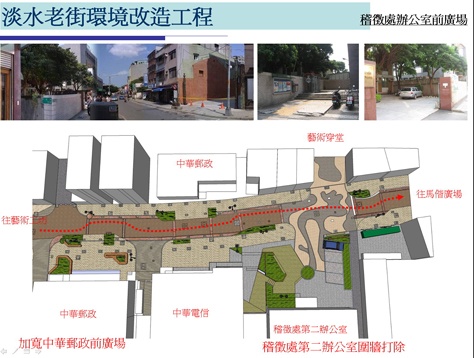 淡水老街環境改造工程
稽徵處辦公室前廣場
藝術穿堂
中華郵政
往馬偕廣場
往藝術工坊
中華郵政
中華電信
稽徵處第二辦公室
加寬中華郵政前廣場
稽徵處第二辦公室圍牆打除